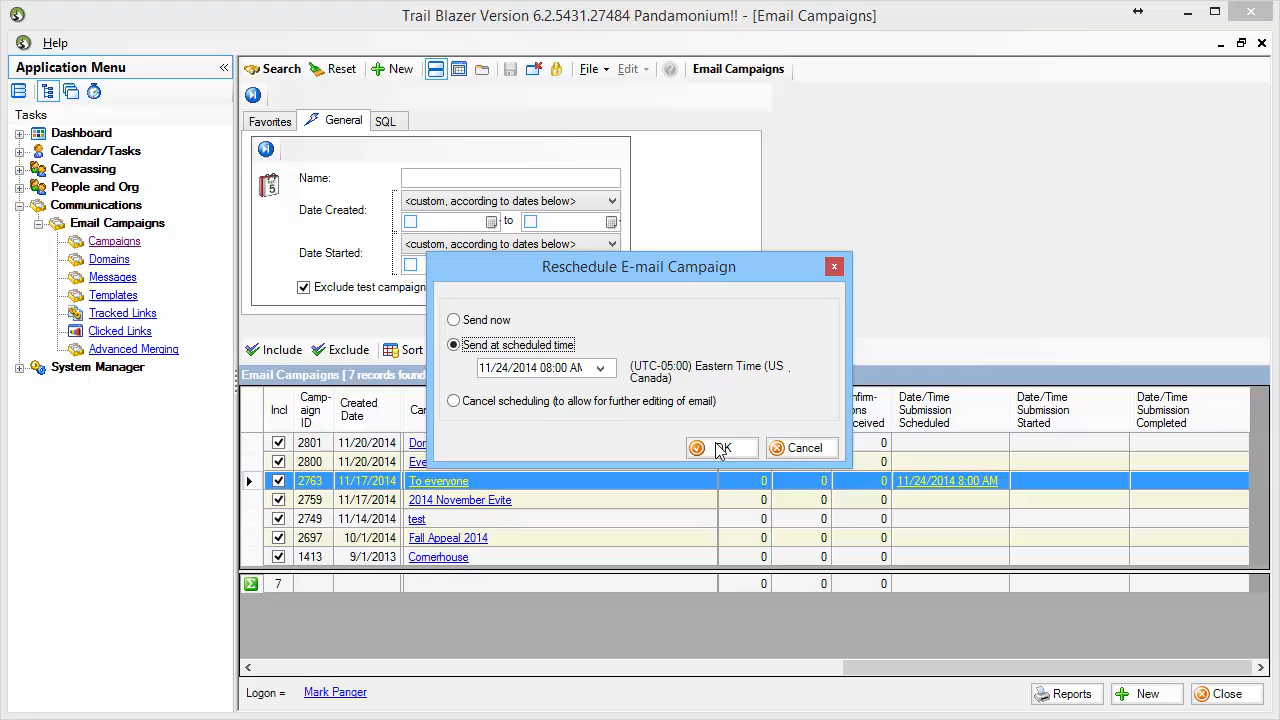 Trail Blazer Version 6.2.5431.27484 Pandamonium!! - [Email Campaigns]
Help
Application Menu
Search Reset New File Edit Email Campaigns
Tasks
Dashboard
Calendar/Tasks
Canvassing
People and Org
Communications
Email Campaigns
Campaigns
Domains
Messages
Templates
Tracked Links
Clicked Links
Advanced Merging
System Manager
Favorites General SQL
Name:
Date Created: <custom, according to dates below>
to
Date Started: <custom, according to dates below>
Exclude test campaign
Reschedule E-mail Campaign
Send now
Send at scheduled time
11/24/2014 08:00 AM (UTC-05:00) Eastern Time (US
Canada)
Cancel scheduling (to allow for further editing of email)
OK Cancel
Include Exclude Sort
Email Campaigns [ 7 records found
Incl Camp-aign ID Created Date Date/Time Submission Scheduled Date/Time Submission Started Date/Time Submission Completed
2801 11/20/2014 0
2800 11/20/2014 0
2763 11/17/2014 To everyone 0 0 0 11/24/2014 8:00 AM
2759 11/17/2014 2014 November Evite 0 0 0
2749 11/14/2014 test 0 0 0
2697 10/1/2014 Fall Appeal 2014 0 0 0
1413 9/1/2013 Cornerhouse 0 0 0
7 0 0 0
Logon = Mark Panger Reports New Close